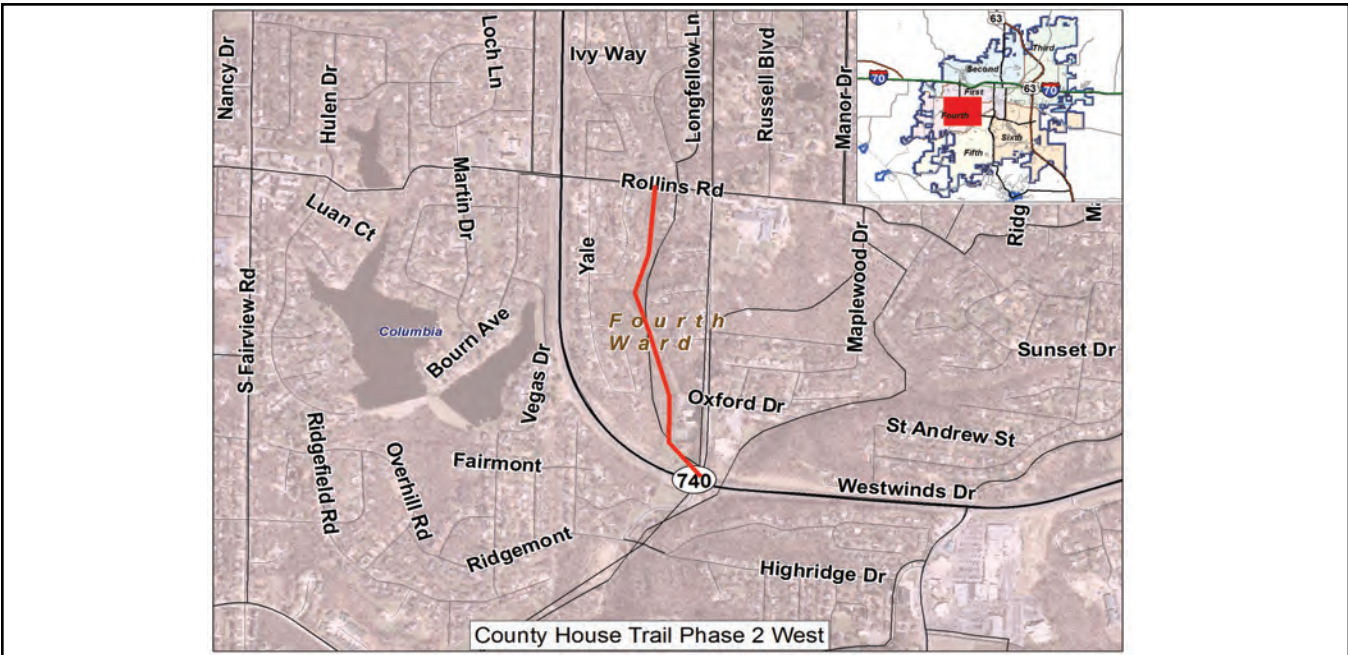 Nancy Dr
Hulen Dr
Loch Ln
Ivy Way
Longfellow Ln
Russell Blvd
Manor Dr
63
Third
Second
70
63
70
First
Fourth
Sixth
Fifth
Rollins Rd
Martin Dr
Luan Ct
Yale
Ridg
S Fairview Rd
Columbia
Bourn Ave
Vegas Dr
Fourth
Ward
Maplewood Dr
Sunset Dr
Oxford Dr
St Andrew St
Ridgefield Rd
Overhill Rd
Fairmont
740
Westwinds Dr
Ridgemont
Highridge Dr
County House Trail Phase 2 West